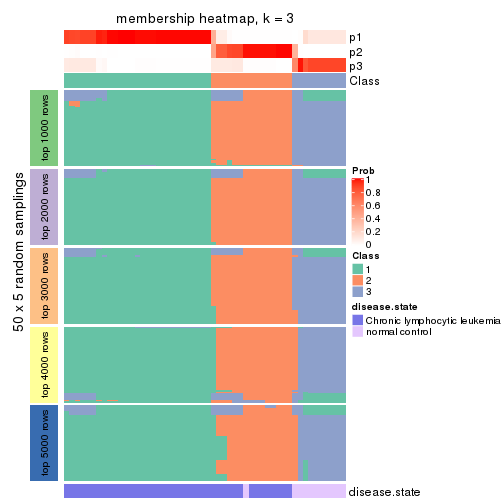 membership heatmap, k = 3
p1
p2
p3
Class
50 x 5 random samplings
top 1000 rows
top 2000 rows
top 3000 rows
top 4000 rows
top 5000 rows
Prob
1
0.8
0.6
0.4
0.2
0
Class
1
2
3
disease.state
Chronic lymphocytic leukemia
normal control
disease.state